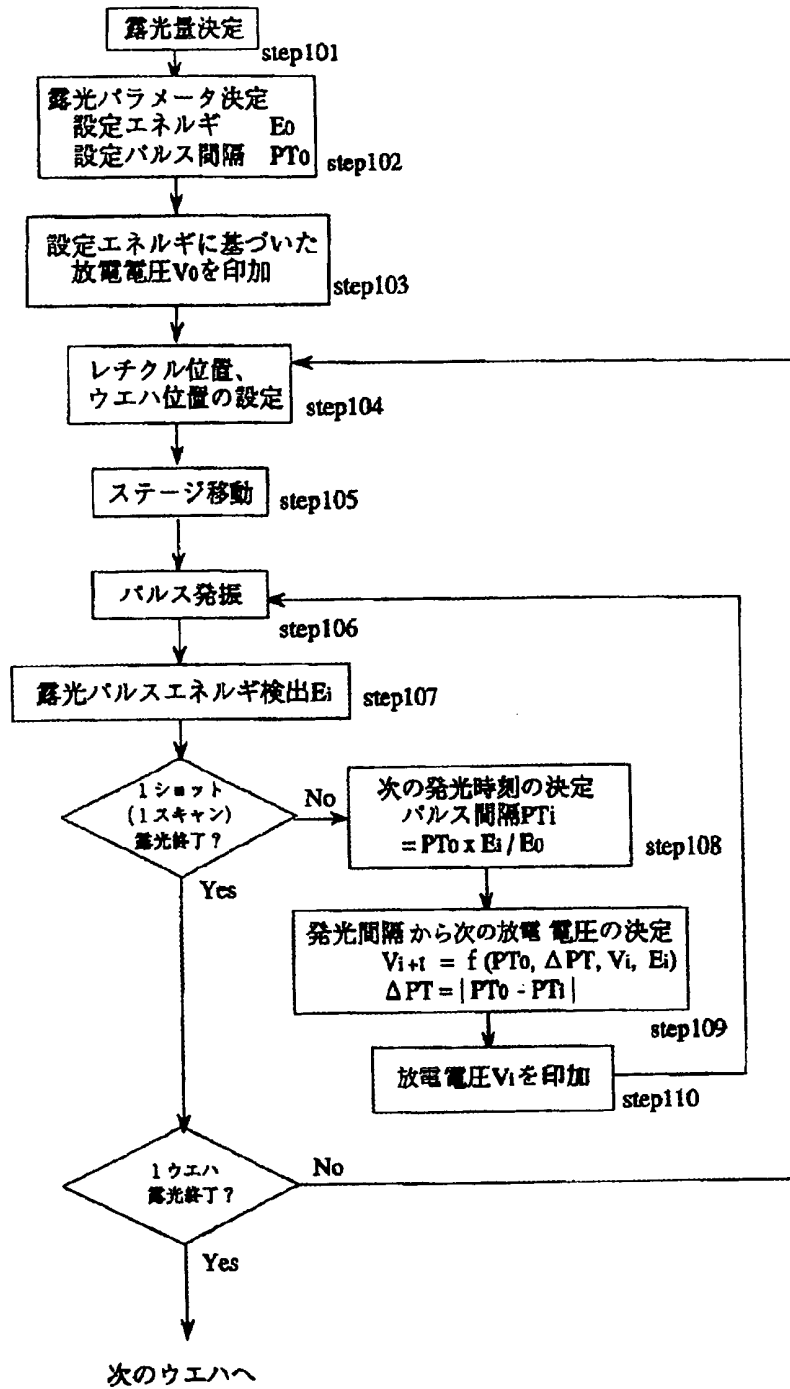 露光量決定
step101
露光パラメータ決定
設定エネルギ E0
設定パルス間隔 PT0
step102
設定エネルギに基づいた
放電電圧V0を印加
step103
レチクル位置、
ウエハ位置の設定
step104
ステージ移動
step105
パルス発振
step106
露光パルスエネルギ検出Ei
step107
1ショット
(1スキャン)
露光終了?
No
Yes
次の発光時刻の決定
パルス間隔PTi
= PT0 x Ei / E0
step108
発光間隔から次の放電電圧の決定
Vi+1 = f (PT0, ΔPT, Vi, Ei)
ΔPT = | PT0 - PTi |
step109
放電電圧Viを印加
step110
1ウエハ
露光終了?
No
Yes
次のウエハへ